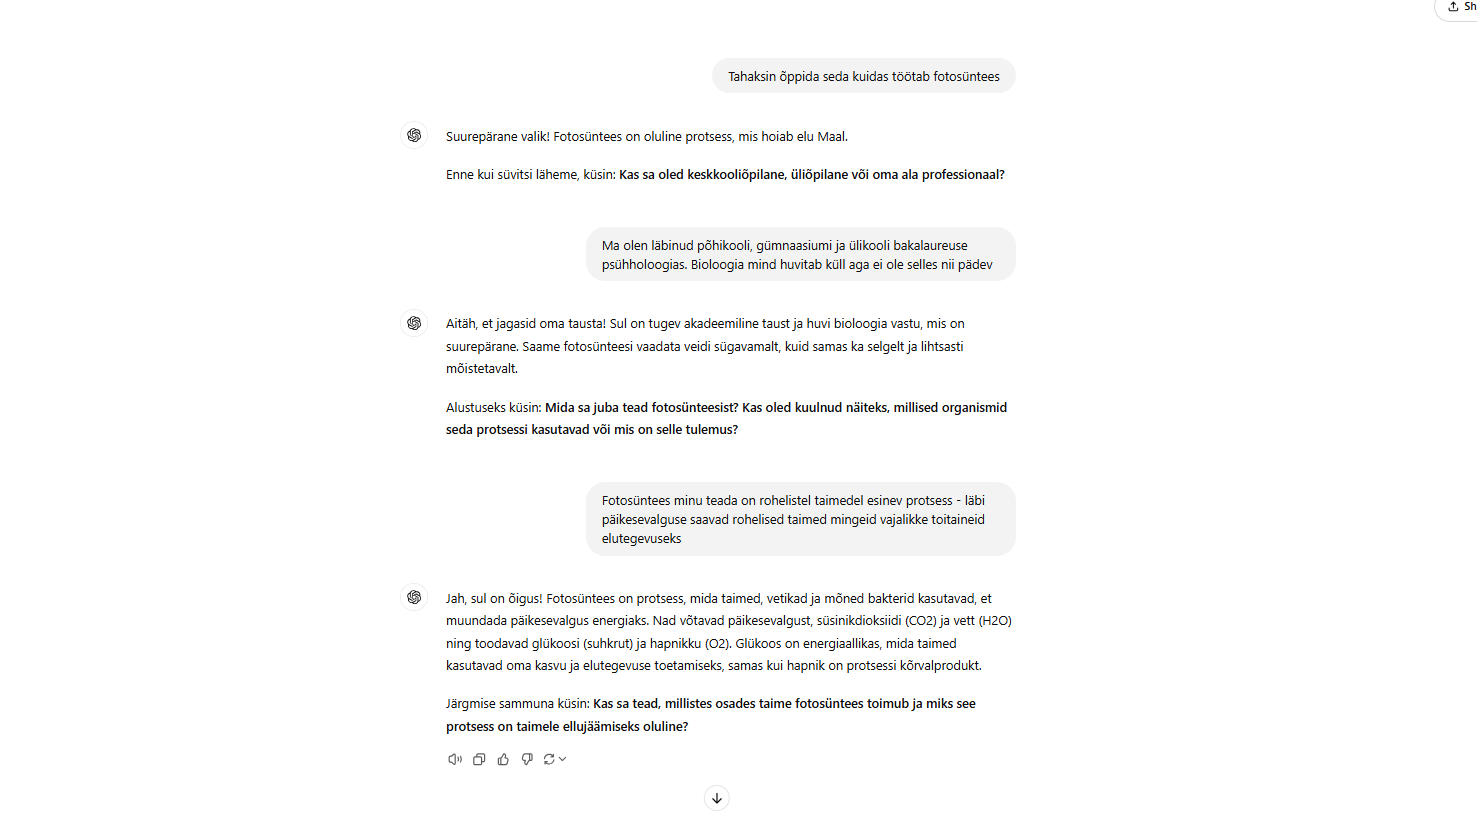 Sh
Tahaksin õppida seda kuidas töötab fotosüntees
Suurepärane valik! Fotosüntees on oluline protsess, mis hoiab elu Maal.
Enne kui süvitsi läheme, küsin: Kas sa oled keskkooliõpilane, üliõpilane või oma ala professionaal?
Ma olen läbinud põhikooli, gümnaasiumi ja ülikooli bakalaureuse
psühholoogias. Bioloogia mind huvitab küll aga ei ole selles nii pädev
Aitäh, et jagasid oma tausta! Sul on tugev akadeemiline taust ja huvi bioloogia vastu, mis on
suurepärane. Saame fotosünteesi vaadata veidi sügavamalt, kuid samas ka selgelt ja lihtsasti
mõistetavalt.
Alustuseks küsin: Mida sa juba tead fotosünteesist? Kas oled kuulnud näiteks, millised organismid
seda protsessi kasutavad või mis on selle tulemus?
Fotosüntees minu teada on rohelistel taimedel esinev protsess - läbi
päikesevalguse saavad rohelised taimed mingeid vajalikke toitaineid
elutegevuseks
Jah, sul on õigus! Fotosüntees on protsess, mida taimed, vetikad ja mõned bakterid kasutavad, et
muundada päikesevalgus energiaks. Nad võtavad päikesevalgust, süsinikdioksiidi (CO2) ja vett (H2O)
ning toodavad glükoosi (suhkrut) ja hapnikku (O2). Glükoos on energiaallikas, mida taimed
kasutavad oma kasvu ja elutegevuse toetamiseks, samas kui hapnik on protsessi kõrvalprodukt.
Järgmise sammuna küsin: Kas sa tead, millistes osades taime fotosüntees toimub ja miks see
protsess on taimele ellujäämiseks oluline?